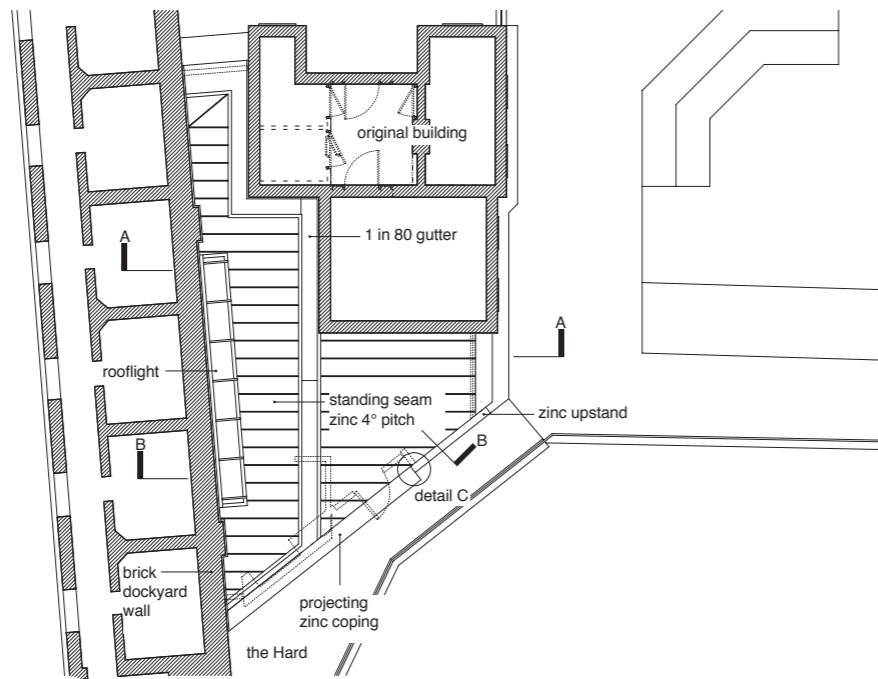 original building
A
1 in 80 gutter
A
rooflight
standing seam
zinc 4° pitch
zinc upstand
B
B
detail C
brick
dockyard
wall
projecting
zinc coping
the Hard